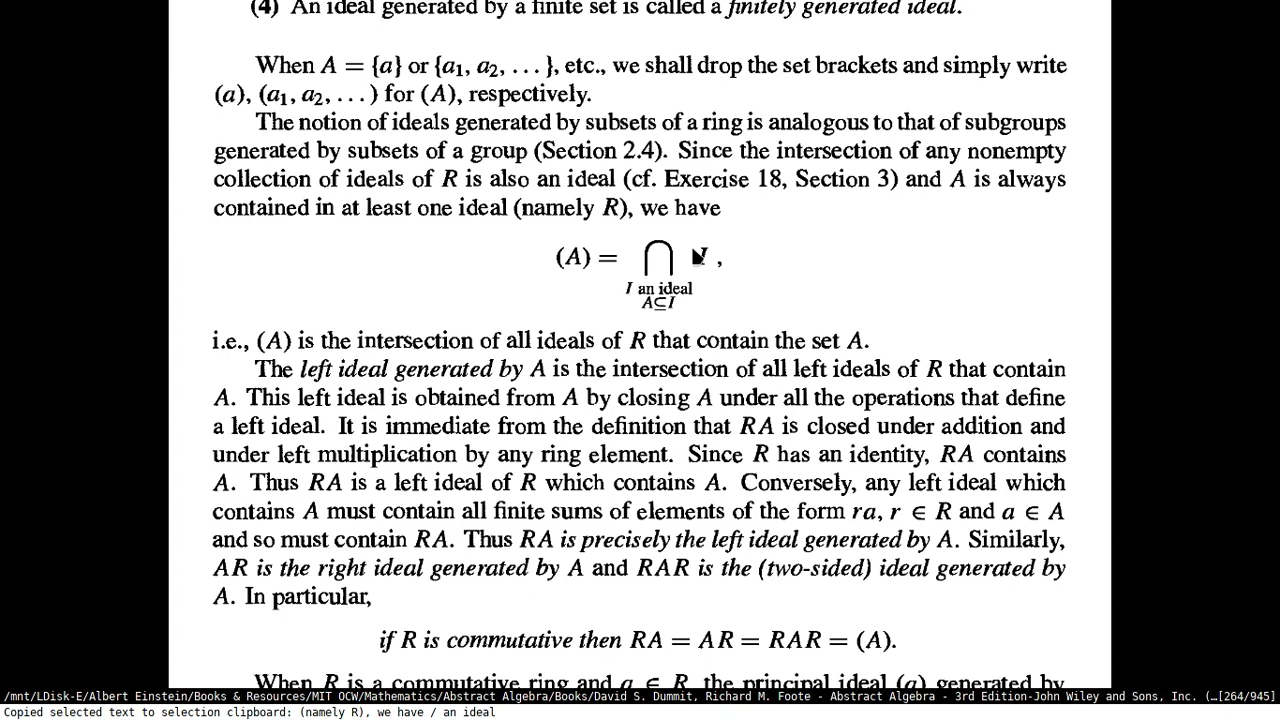 (4) An ideal generated by a finite set is called a finitely generated ideal.
When A = {a} or {a₁, a₂, . . . }, etc., we shall drop the set brackets and simply write
(a), (a₁, a₂, . . . ) for (A), respectively.
The notion of ideals generated by subsets of a ring is analogous to that of subgroups
generated by subsets of a group (Section 2.4). Since the intersection of any nonempty
collection of ideals of R is also an ideal (cf. Exercise 18, Section 3) and A is always
contained in at least one ideal (namely R), we have
(A) = ⋂ ,
I an ideal
A⊆I
i.e., (A) is the intersection of all ideals of R that contain the set A.
The left ideal generated by A is the intersection of all left ideals of R that contain
A. This left ideal is obtained from A by closing A under all the operations that define
a left ideal. It is immediate from the definition that RA is closed under addition and
under left multiplication by any ring element. Since R has an identity, RA contains
A. Thus RA is a left ideal of R which contains A. Conversely, any left ideal which
contains A must contain all finite sums of elements of the form ra, r ∈ R and a ∈ A
and so must contain RA. Thus RA is precisely the left ideal generated by A. Similarly,
AR is the right ideal generated by A and RAR is the (two-sided) ideal generated by
A. In particular,
if R is commutative then RA = AR = RAR = (A).
When R is a commutative ring and a ∈ R, the principal ideal (a) generated by
/mnt/LDisk-E/Albert Einstein/Books & Resources/MIT OCW/Mathematics/Abstract Algebra/Books/David S. Dummit, Richard M. Foote - Abstract Algebra - 3rd Edition-John Wiley and Sons, Inc. (…[264/945]
Copied selected text to selection clipboard: (namely R), we have / an ideal